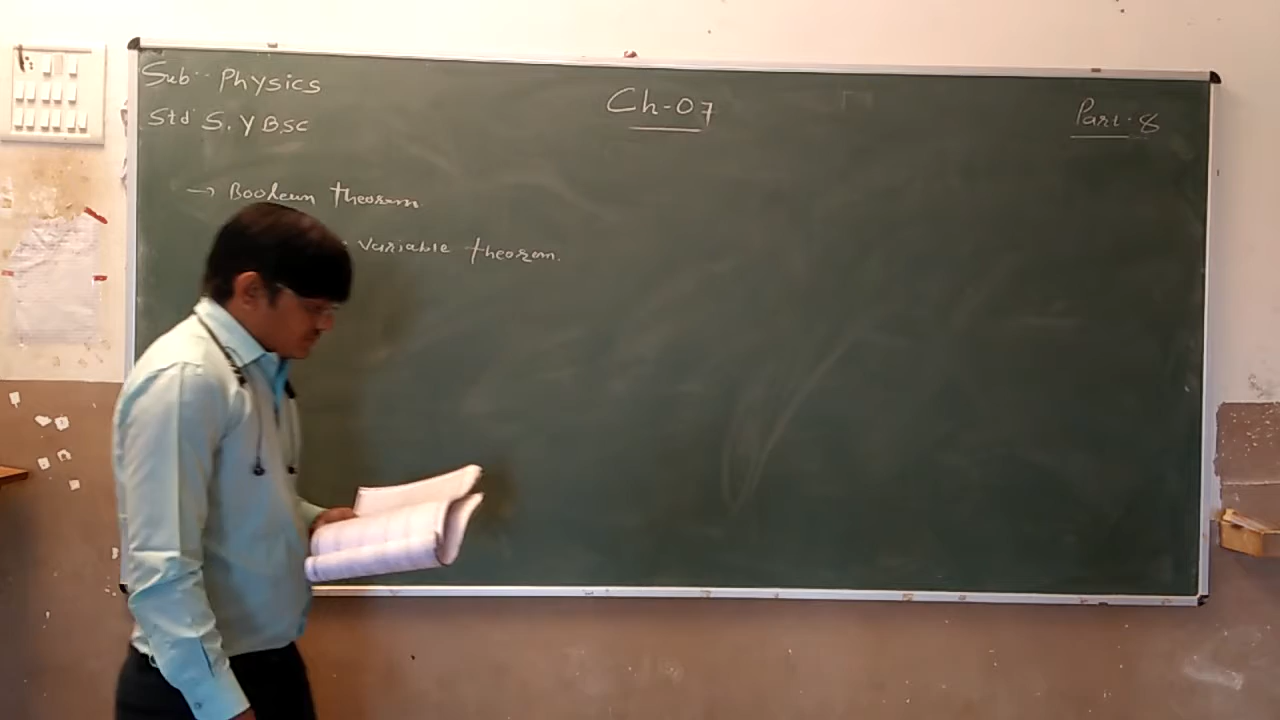 Sub.. Physics
Std. S. Y B.SC
Ch-07
Part-8
→ Boolean theorem
Variable theorem.